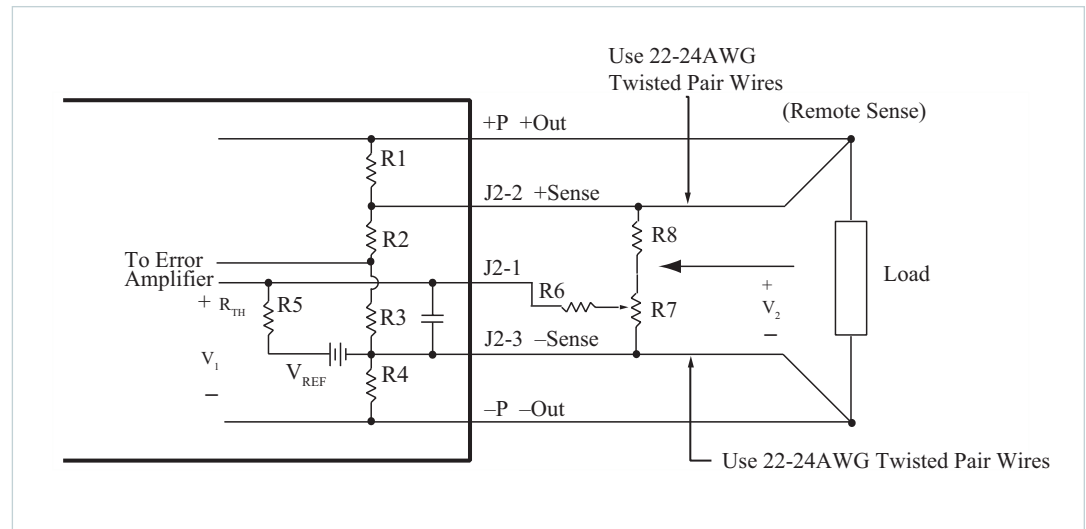 Use 22-24AWG
Twisted Pair Wires
(Remote Sense)
+P +Out
R1
J2-2 +Sense
R2
R8
To Error
Amplifier
J2-1
+ R_TH
R5
R6
R3
R7
Load
+
V_2
–
J2-3 –Sense
V_1
V_REF
R4
–
–P –Out
Use 22-24AWG Twisted Pair Wires